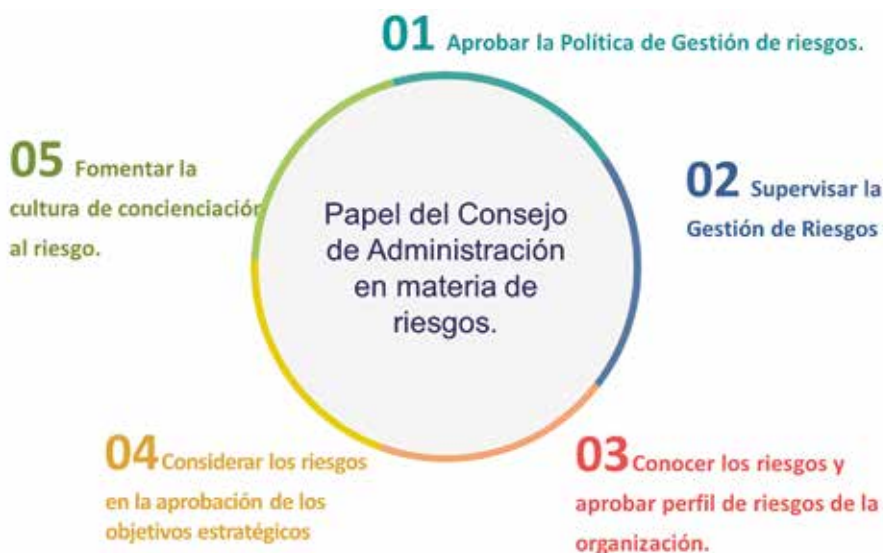 01 Aprobar la Política de Gestión de riesgos.
02 Supervisar la
Gestión de Riesgos
03 Conocer los riesgos y
aprobar perfil de riesgos de la
organización.
04 Considerar los riesgos
en la aprobación de los
objetivos estratégicos
05 Fomentar la
cultura de concienciación
al riesgo.
Papel del Consejo
de Administración
en materia de
riesgos.